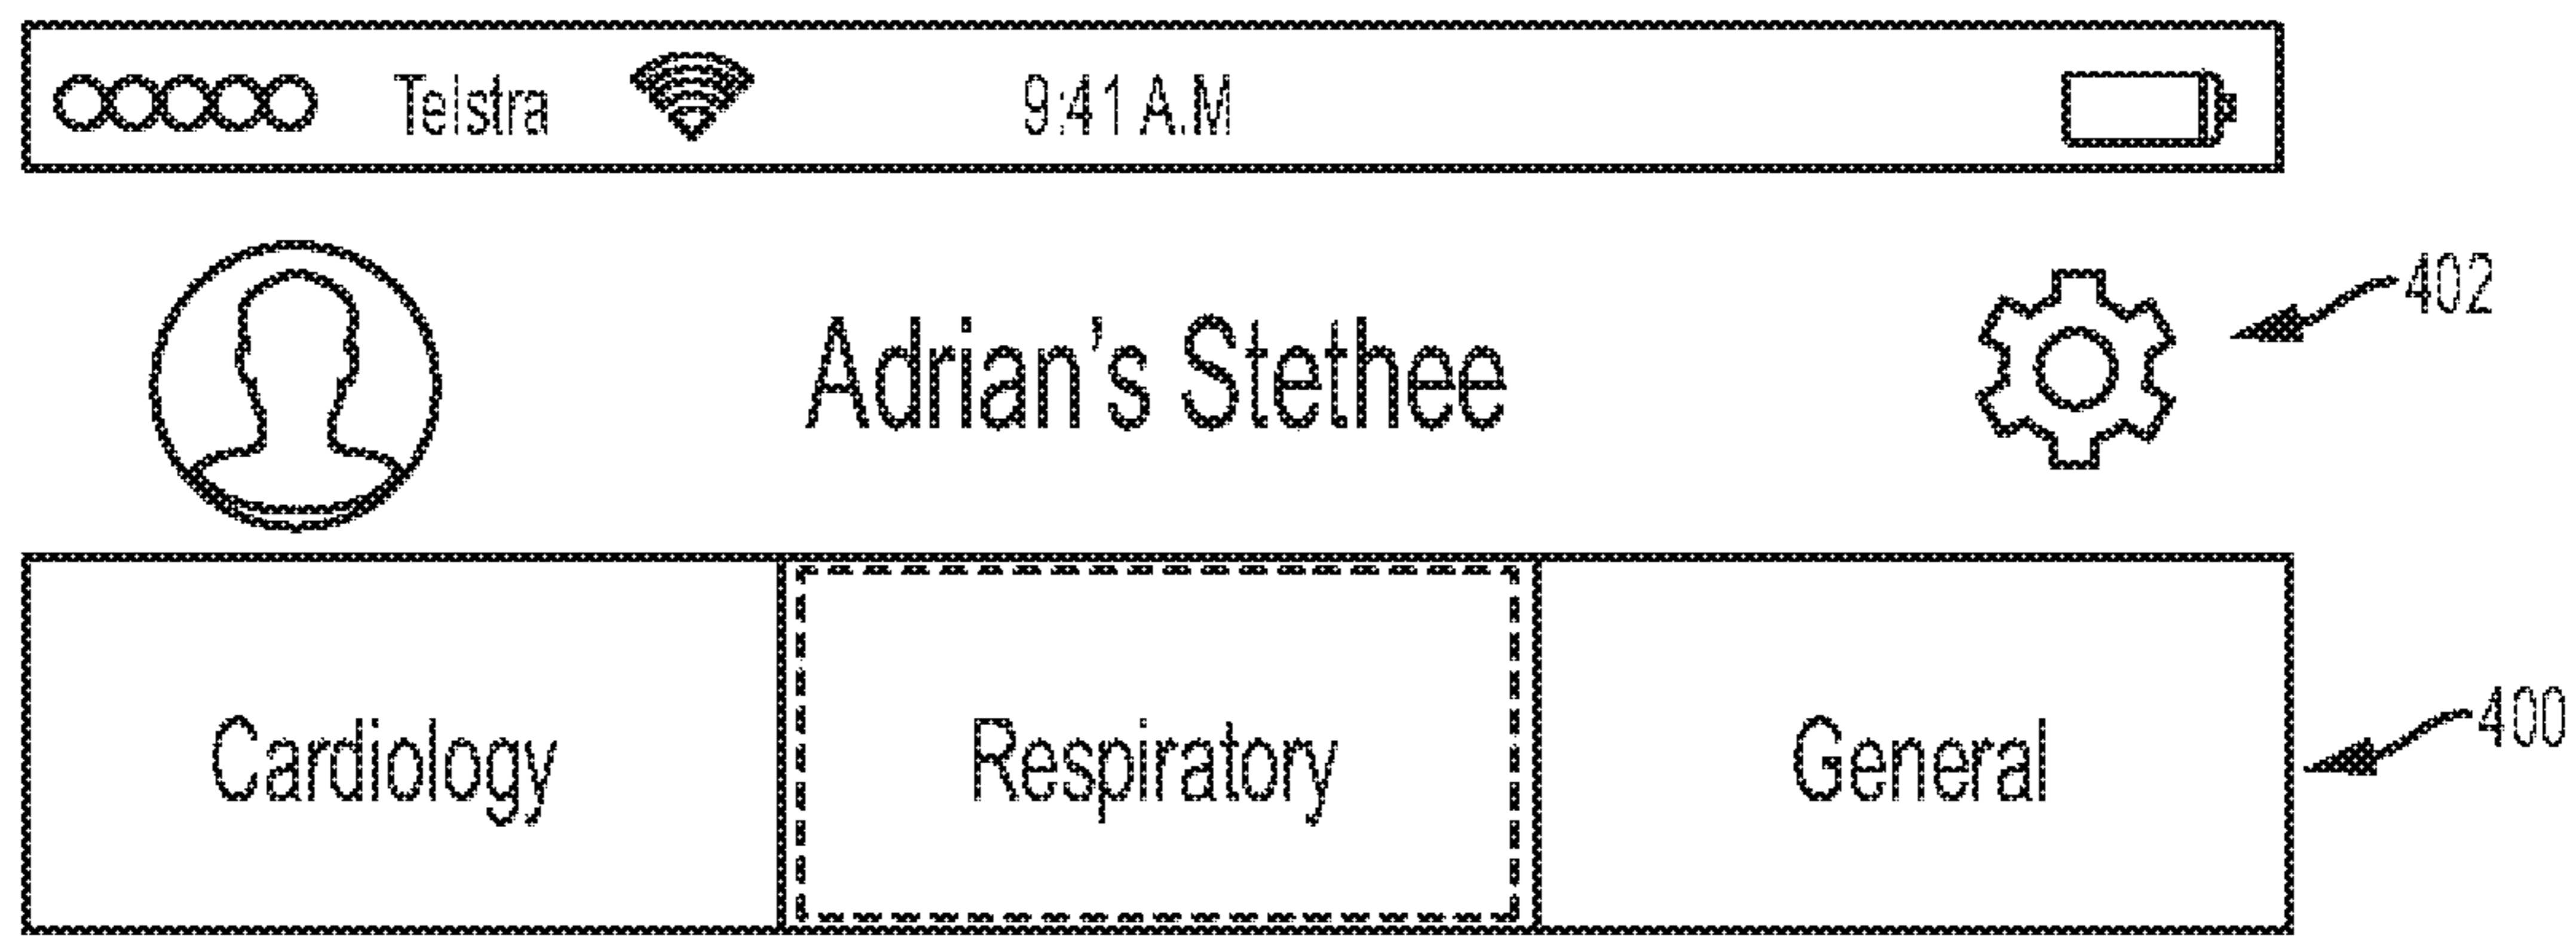 Telstra 9:41 A.M
402
Adrian's Stethee
Cardiology Respiratory General
400